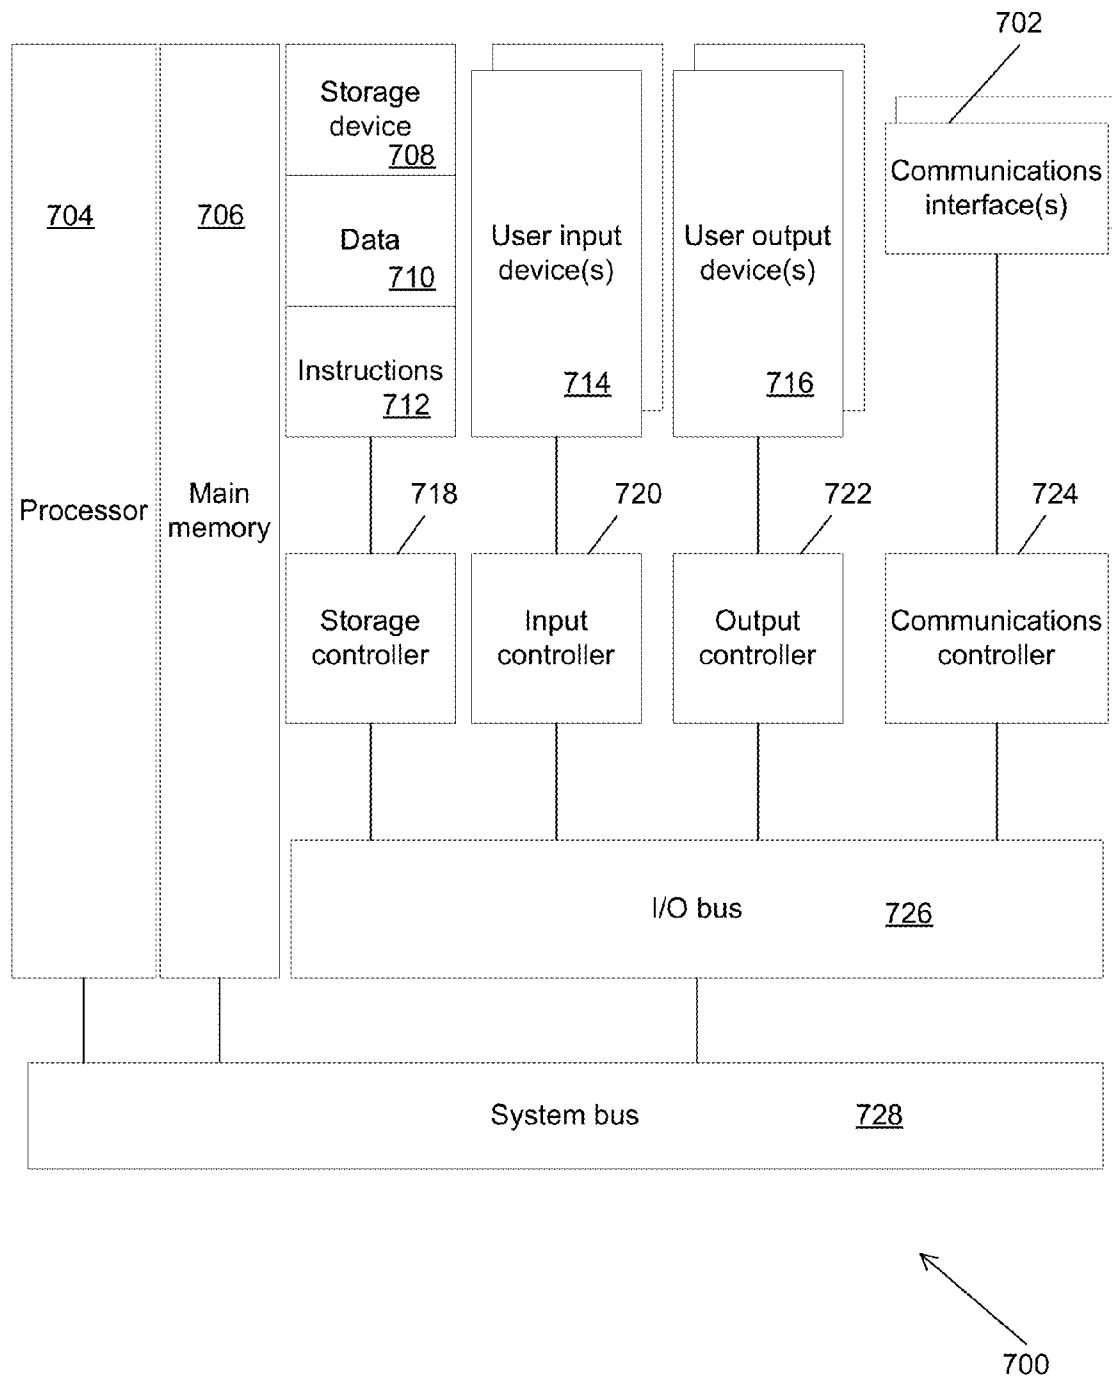 702
Storage
device
708
Communications
interface(s)
704
706
Data
710
User input
device(s)
User output
device(s)
Instructions
712
714
716
Processor
Main
memory
718
720
722
724
Storage
controller
Input
controller
Output
controller
Communications
controller
I/O bus
726
System bus
728
700